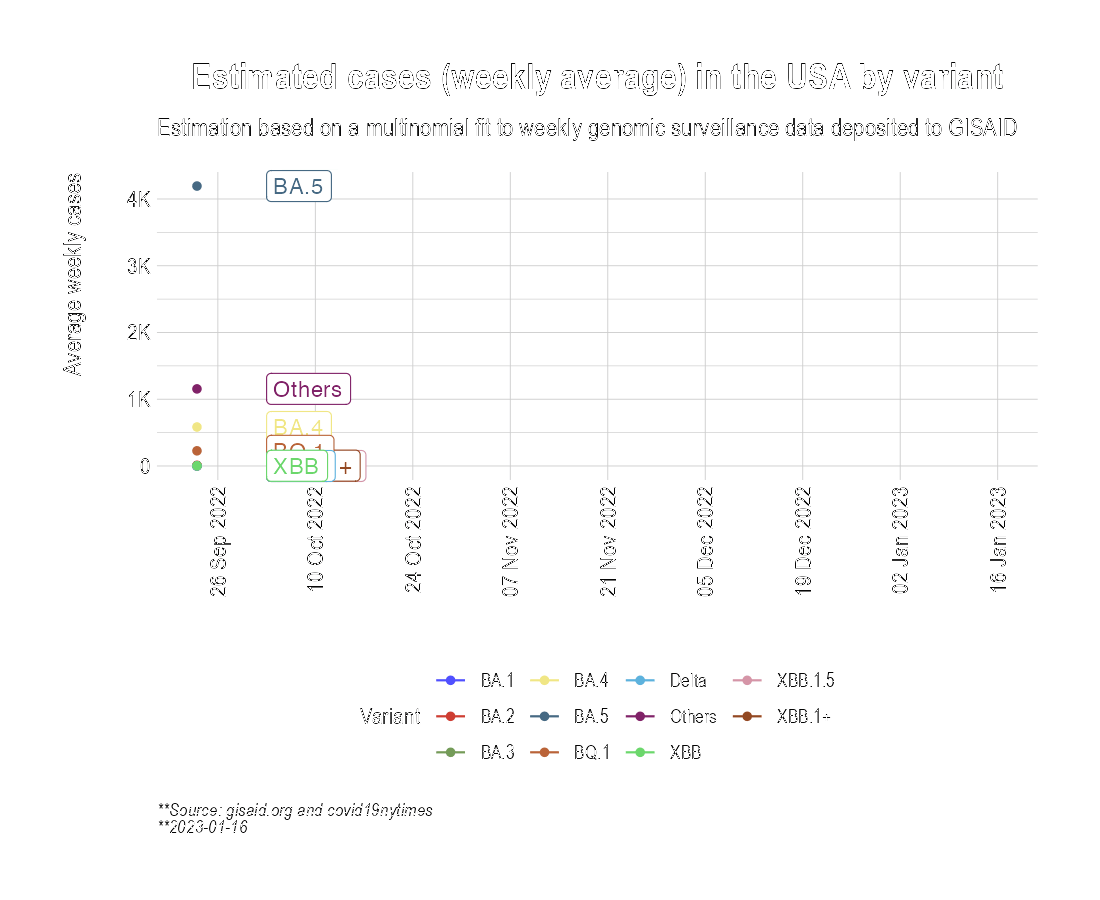 Estimated cases (weekly average) in the USA by variant
Estimation based on a multinomial fit to weekly genomic surveillance data deposited to GISAID
Average weekly cases
4K
3K
2K
1K
0
BA.5
Others
BA.4
BQ.1
XBB
+
26 Sep 2022
10 Oct 2022
24 Oct 2022
07 Nov 2022
21 Nov 2022
05 Dec 2022
19 Dec 2022
02 Jan 2023
16 Jan 2023
Variant
BA.1 BA.4 Delta XBB.1.5
BA.2 BA.5 Others XBB.1+
BA.3 BQ.1 XBB
**Source: gisaid.org and covid19nytimes
**2023-01-16